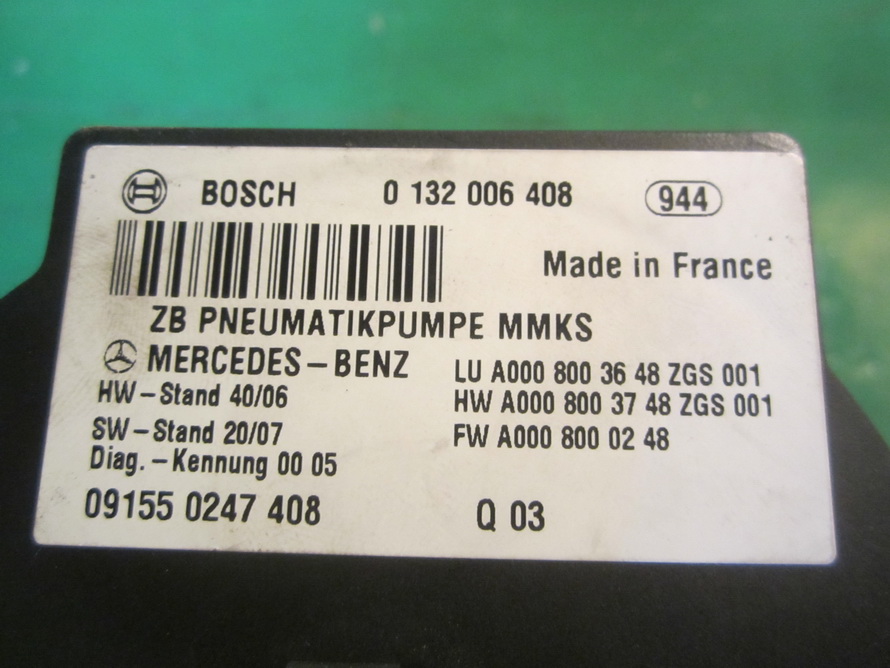 BOSCH 0 132 006 408 944
Made in France
ZB PNEUMATIKPUMPE MMKS
MERCEDES-BENZ
LU A000 800 36 48 ZGS 001
HW-Stand 40/06
HW A000 800 37 48 ZGS 001
SW-Stand 20/07
FW A000 800 02 48
Diag.-Kennung 00 05
09155 0247 408 Q 03